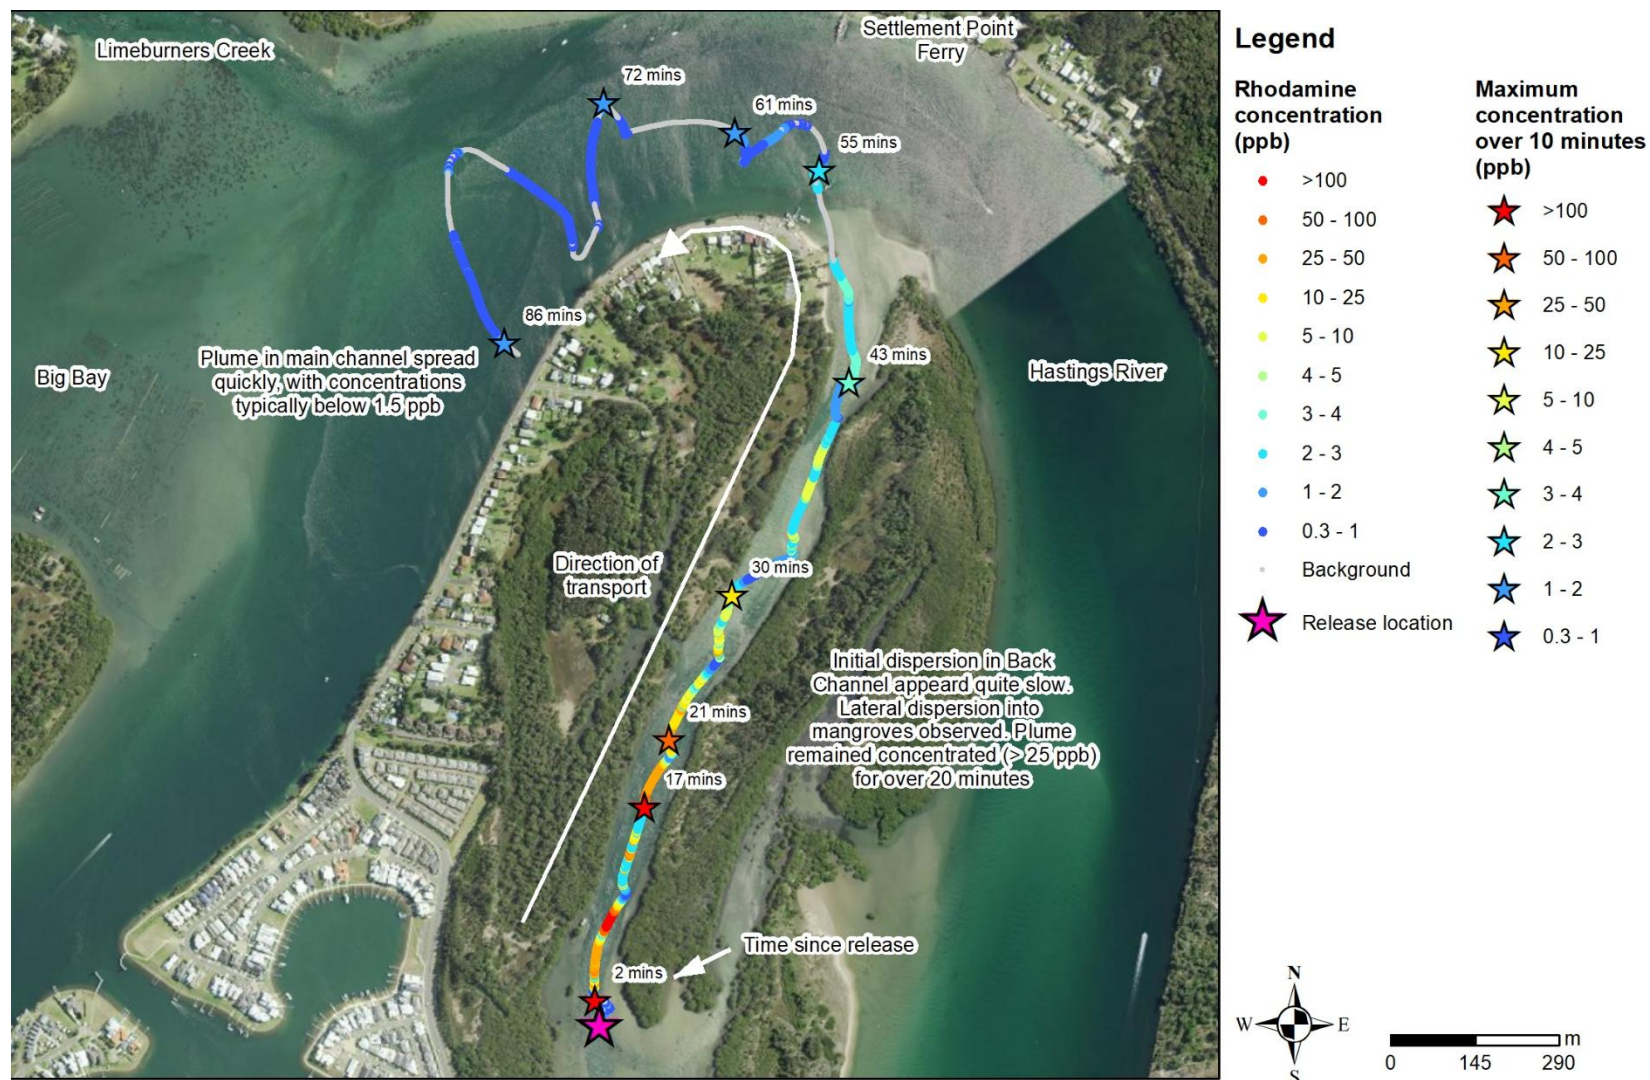 Limeburners Creek
Settlement Point
Ferry
72 mins
61 mins
55 mins
86 mins
Plume in main channel spread
quickly, with concentrations
typically below 1.5 ppb
Big Bay
43 mins
Hastings River
Direction of
transport
30 mins
Initial dispersion in Back
Channel appeard quite slow.
Lateral dispersion into
mangroves observed. Plume
remained concentrated (> 25 ppb)
for over 20 minutes
21 mins
17 mins
Time since release
2 mins
Legend
Rhodamine
concentration
(ppb)
>100
50 - 100
25 - 50
10 - 25
5 - 10
4 - 5
3 - 4
2 - 3
1 - 2
0.3 - 1
Background
Release location
Maximum
concentration
over 10 minutes
(ppb)
>100
50 - 100
25 - 50
10 - 25
5 - 10
4 - 5
3 - 4
2 - 3
1 - 2
0.3 - 1
N
W E
S
m
0 145 290